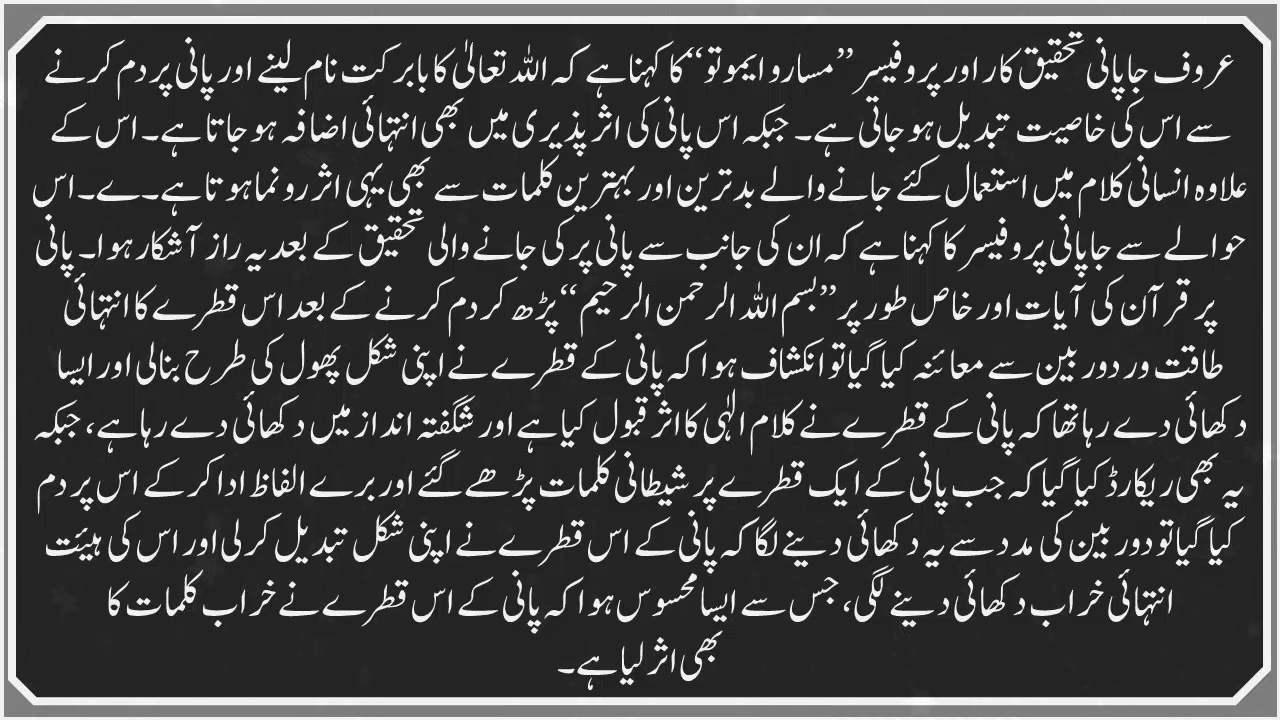 عروف جاپانی تحقیق کار اور پروفیسر ”مسارو ایموتو“ کا کہنا ہے کہ اللہ تعالیٰ کا بابرکت نام لینے اور پانی پر دم کرنے
سے اس کی خاصیت تبدیل ہو جاتی ہے۔ جبکہ اس پانی کی اثر پذیری میں بھی انتہائی اضافہ ہو جاتا ہے۔ اس کے
علاوہ انسانی کلام میں استعمال کئے جانے والے بدترین اور بہترین کلمات سے بھی یہی اثر رونما ہوتا ہے۔ے۔اس
حوالے سے جاپانی پروفیسر کا کہنا ہے کہ ان کی جانب سے پانی پر کی جانے والی تحقیق کے بعد یہ راز آشکار ہوا۔ پانی
پر قرآن کی آیات اور خاص طور پر ”بسم اللہ الرحمن الرحیم“ پڑھ کر دم کرنے کے بعد اس قطرے کا انتہائی
طاقت ور دوربین سے معائنہ کیا گیا تو انکشاف ہوا کہ پانی کے قطرے نے اپنی شکل پھول کی طرح بنالی اور ایسا
دکھائی دے رہا تھا کہ پانی کے قطرے نے کلام الٰہی کا اثر قبول کیا ہے اور شگفتہ انداز میں دکھائی دے رہا ہے، جبکہ
یہ بھی ریکارڈ کیا گیا کہ جب پانی کے ایک قطرے پر شیطانی کلمات پڑھے گئے اور برے الفاظ ادا کر کے اس پر دم
کیا گیا تو دوربین کی مدد سے یہ دکھائی دینے لگا کہ پانی کے اس قطرے نے اپنی شکل تبدیل کر لی اور اس کی ہیئت
انتہائی خراب دکھائی دینے لگی، جس سے ایسا محسوس ہوا کہ پانی کے اس قطرے نے خراب کلمات کا
بھی اثر لیا ہے۔